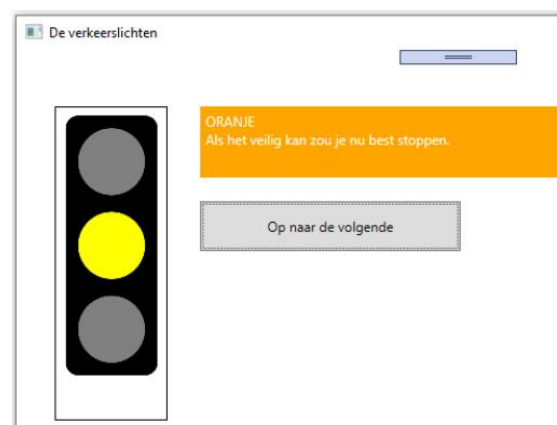 De verkeerslichten
ORANJE
Als het veilig kan zou je nu best stoppen.
Op naar de volgende